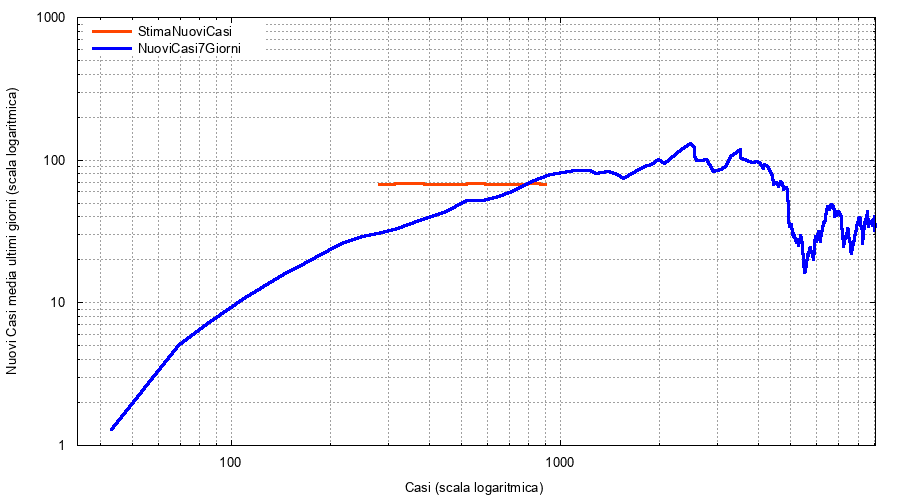 1000
StimaNuoviCasi
NuoviCasi7Giorni
100
10
1
Nuovi Casi media ultimi giorni (scala logaritmica)
100
1000
Casi (scala logaritmica)